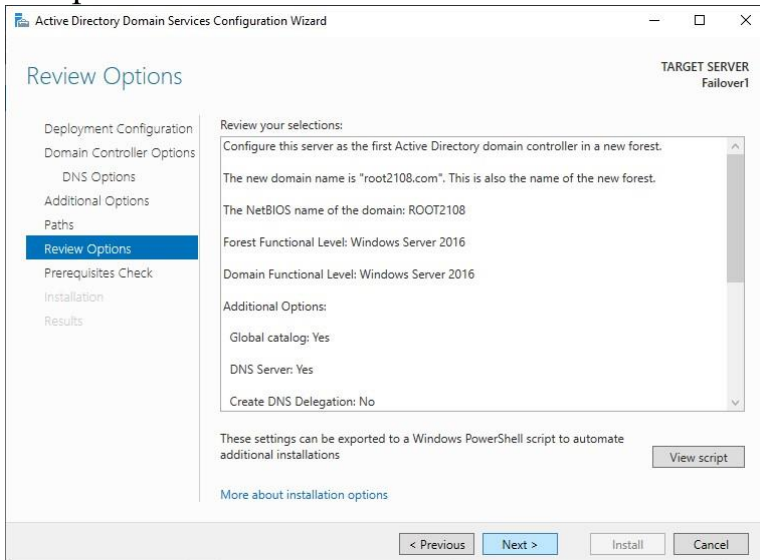 Active Directory Domain Services Configuration Wizard
Review Options
TARGET SERVER
Failover1
Deployment Configuration
Domain Controller Options
DNS Options
Additional Options
Paths
Review Options
Prerequisites Check
Installation
Results
Review your selections:
Configure this server as the first Active Directory domain controller in a new forest.
The new domain name is "root2108.com". This is also the name of the new forest.
The NetBIOS name of the domain: ROOT2108
Forest Functional Level: Windows Server 2016
Domain Functional Level: Windows Server 2016
Additional Options:
Global catalog: Yes
DNS Server: Yes
Create DNS Delegation: No
These settings can be exported to a Windows PowerShell script to automate
additional installations
View script
More about installation options
< Previous
Next >
Install
Cancel